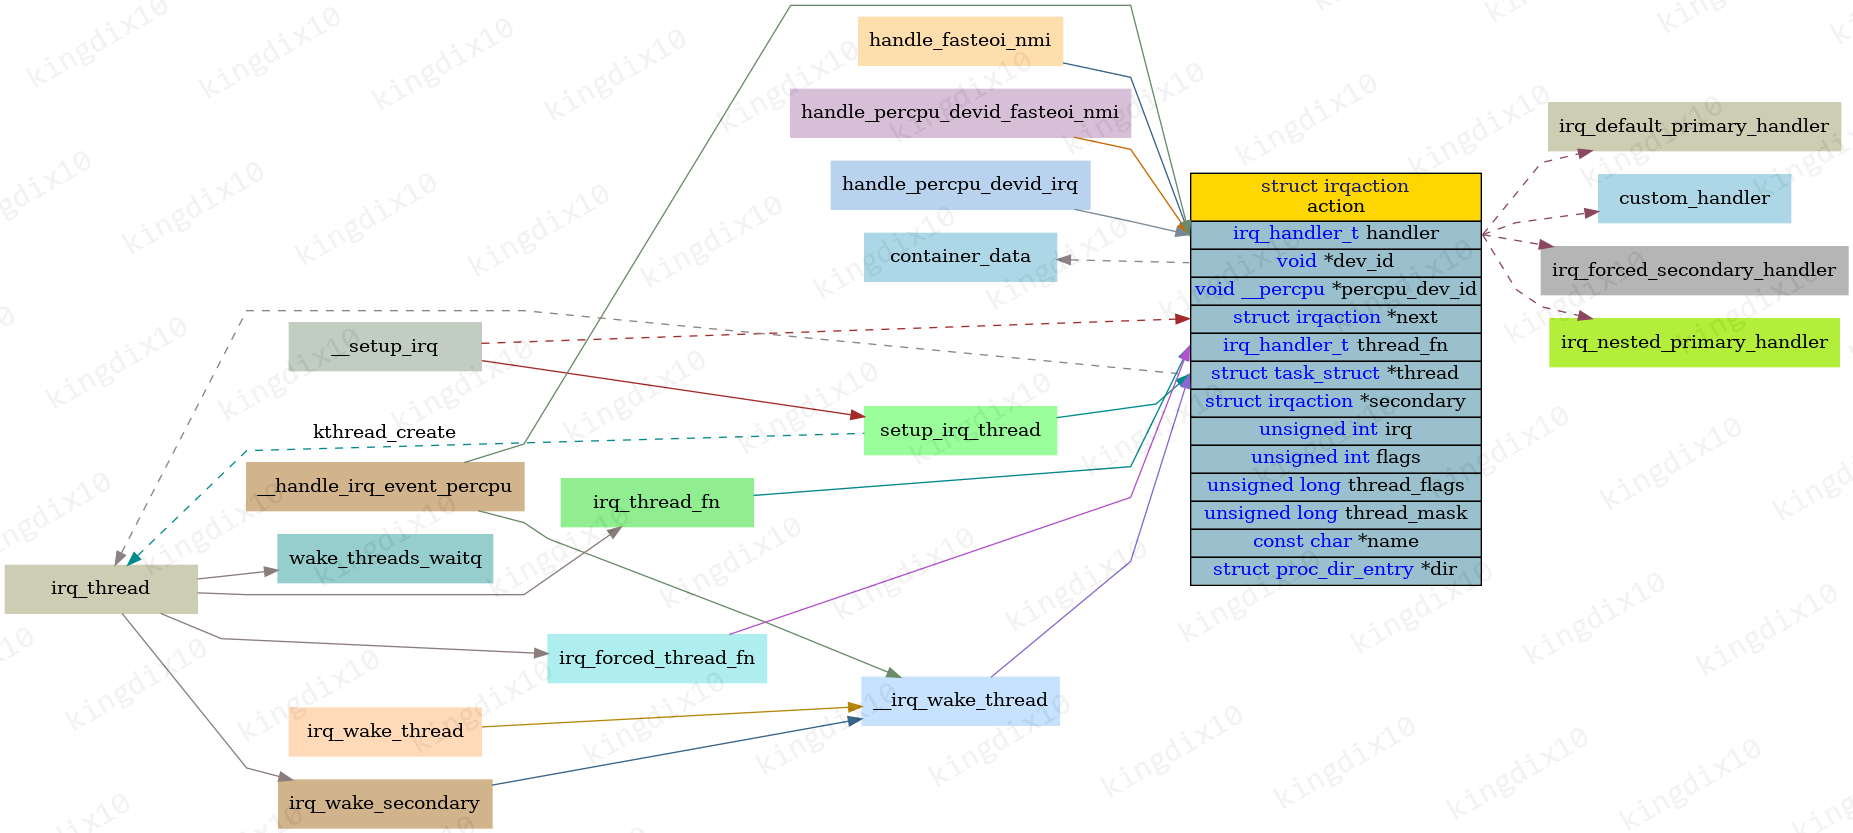 handle_fasteoi_nmi
handle_percpu_devid_fasteoi_nmi
handle_percpu_devid_irq
container_data
__setup_irq
kthread_create
setup_irq_thread
__handle_irq_event_percpu
irq_thread_fn
wake_threads_waitq
irq_thread
irq_forced_thread_fn
__irq_wake_thread
irq_wake_thread
irq_wake_secondary
struct irqaction
action
irq_handler_t handler
void *dev_id
void __percpu *percpu_dev_id
struct irqaction *next
irq_handler_t thread_fn
struct task_struct *thread
struct irqaction *secondary
unsigned int irq
unsigned int flags
unsigned long thread_flags
unsigned long thread_mask
const char *name
struct proc_dir_entry *dir
irq_default_primary_handler
custom_handler
irq_forced_secondary_handler
irq_nested_primary_handler
kingdix10